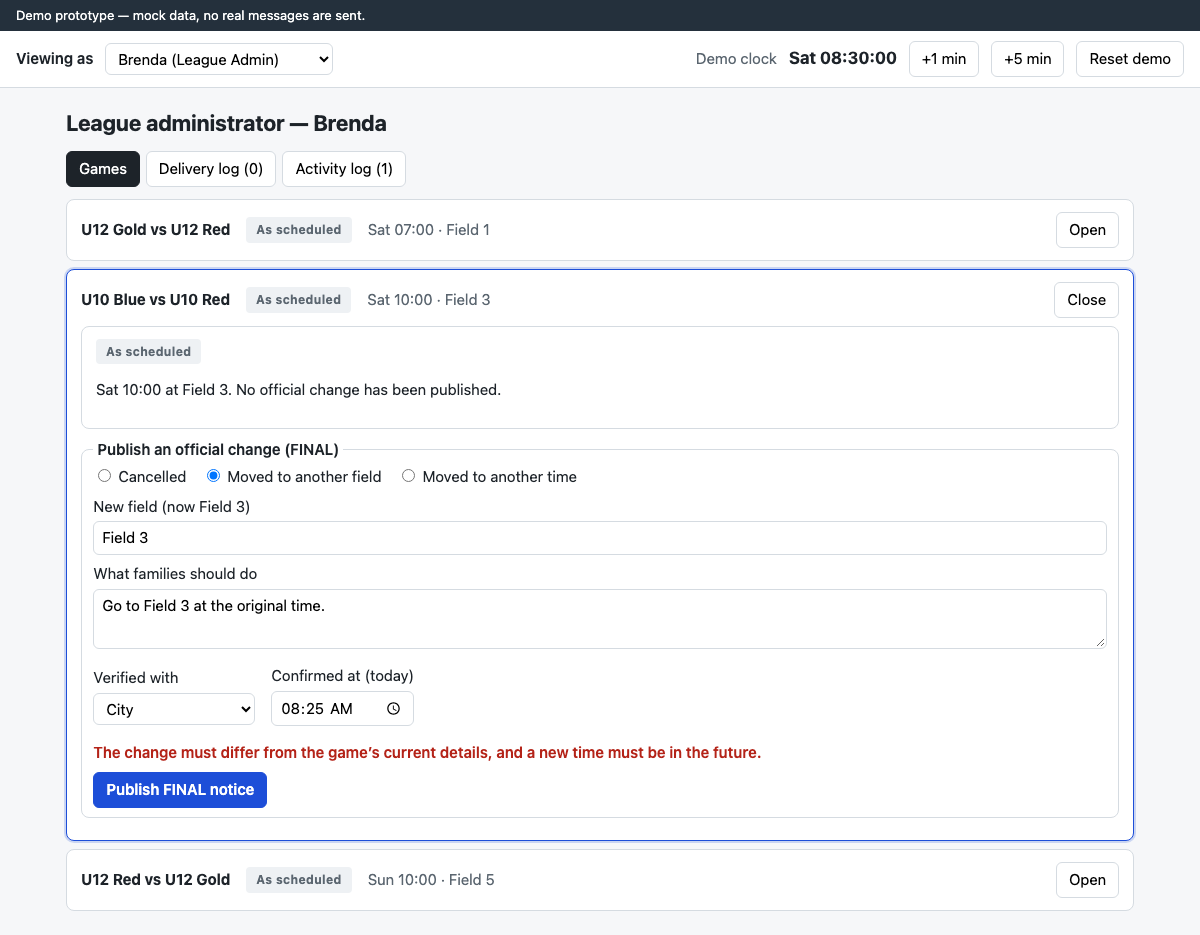 Demo prototype — mock data, no real messages are sent.
Viewing as Brenda (League Admin) Demo clock Sat 08:30:00 +1 min +5 min Reset demo
League administrator — Brenda
Games Delivery log (0) Activity log (1)
U12 Gold vs U12 Red As scheduled Sat 07:00 · Field 1 Open
U10 Blue vs U10 Red As scheduled Sat 10:00 · Field 3 Close
As scheduled
Sat 10:00 at Field 3. No official change has been published.
Publish an official change (FINAL)
Cancelled Moved to another field Moved to another time
New field (now Field 3)
Field 3
What families should do
Go to Field 3 at the original time.
Verified with Confirmed at (today)
City 08:25 AM
The change must differ from the game’s current details, and a new time must be in the future.
Publish FINAL notice
U12 Red vs U12 Gold As scheduled Sun 10:00 · Field 5 Open